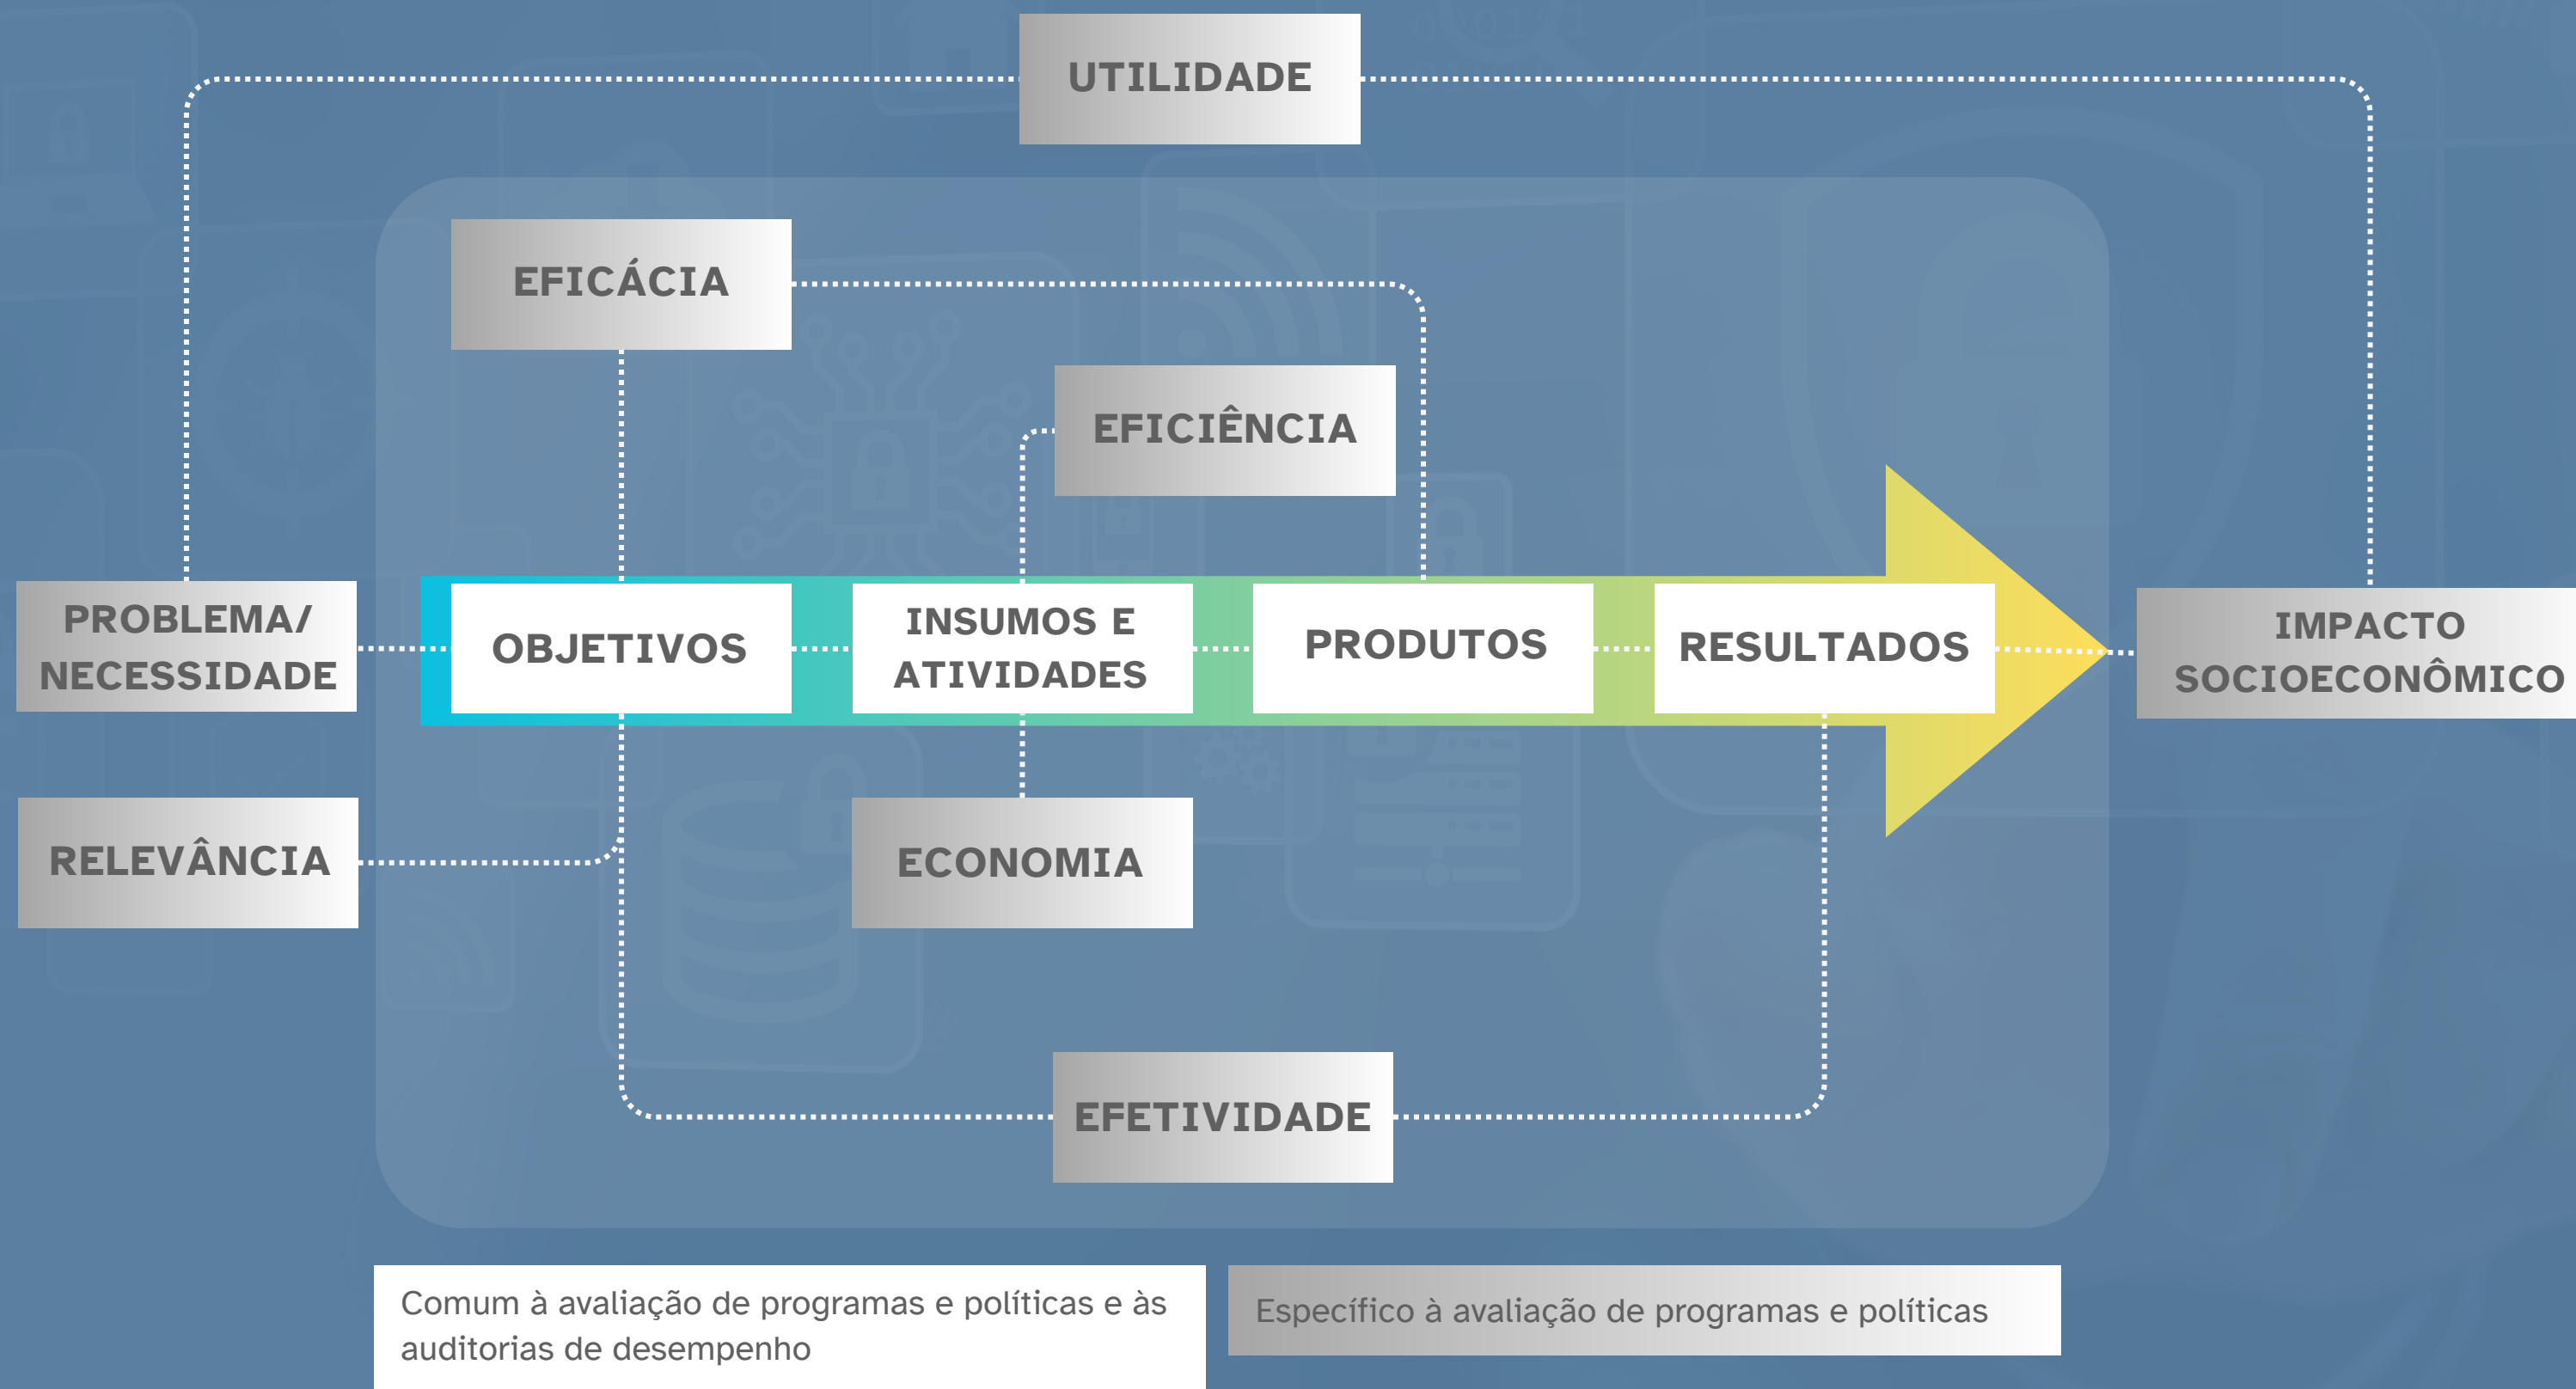 UTILIDADE
EFICÁCIA
EFICIÊNCIA
PROBLEMA/
NECESSIDADE
OBJETIVOS
INSUMOS E
ATIVIDADES
PRODUTOS
RESULTADOS
IMPACTO
SOCIOECONÔMICO
RELEVÂNCIA
ECONOMIA
EFETIVIDADE
Comum à avaliação de programas e políticas e às
auditorias de desempenho
Específico à avaliação de programas e políticas